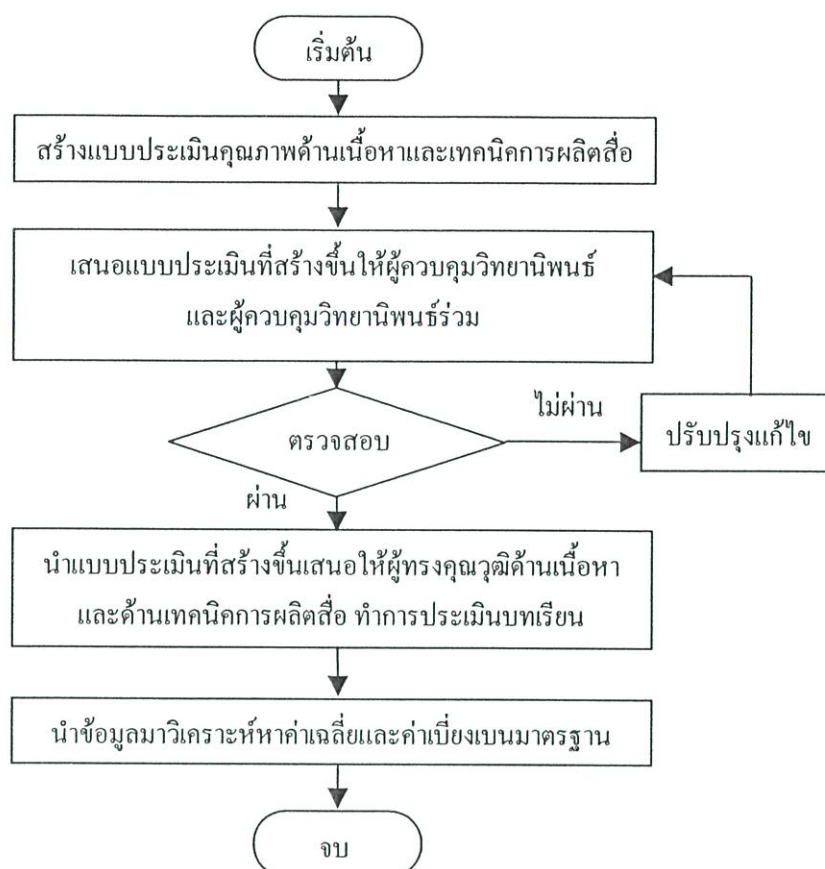 เริ่มต้น
สร้างแบบประเมินคุณภาพด้านเนื้อหาและเทคนิคการผลิตสื่อ
เสนอแบบประเมินที่สร้างขึ้นให้ผู้ควบคุมวิทยานิพนธ์
และผู้ควบคุมวิทยานิพนธ์ร่วม
ไม่ผ่าน
ตรวจสอบ
ปรับปรุงแก้ไข
ผ่าน
นำแบบประเมินที่สร้างขึ้นเสนอให้ผู้ทรงคุณวุฒิด้านเนื้อหา
และด้านเทคนิคการผลิตสื่อ ทำการประเมินบทเรียน
นำข้อมูลมาวิเคราะห์หาค่าเฉลี่ยและค่าเบี่ยงเบนมาตรฐาน
จบ